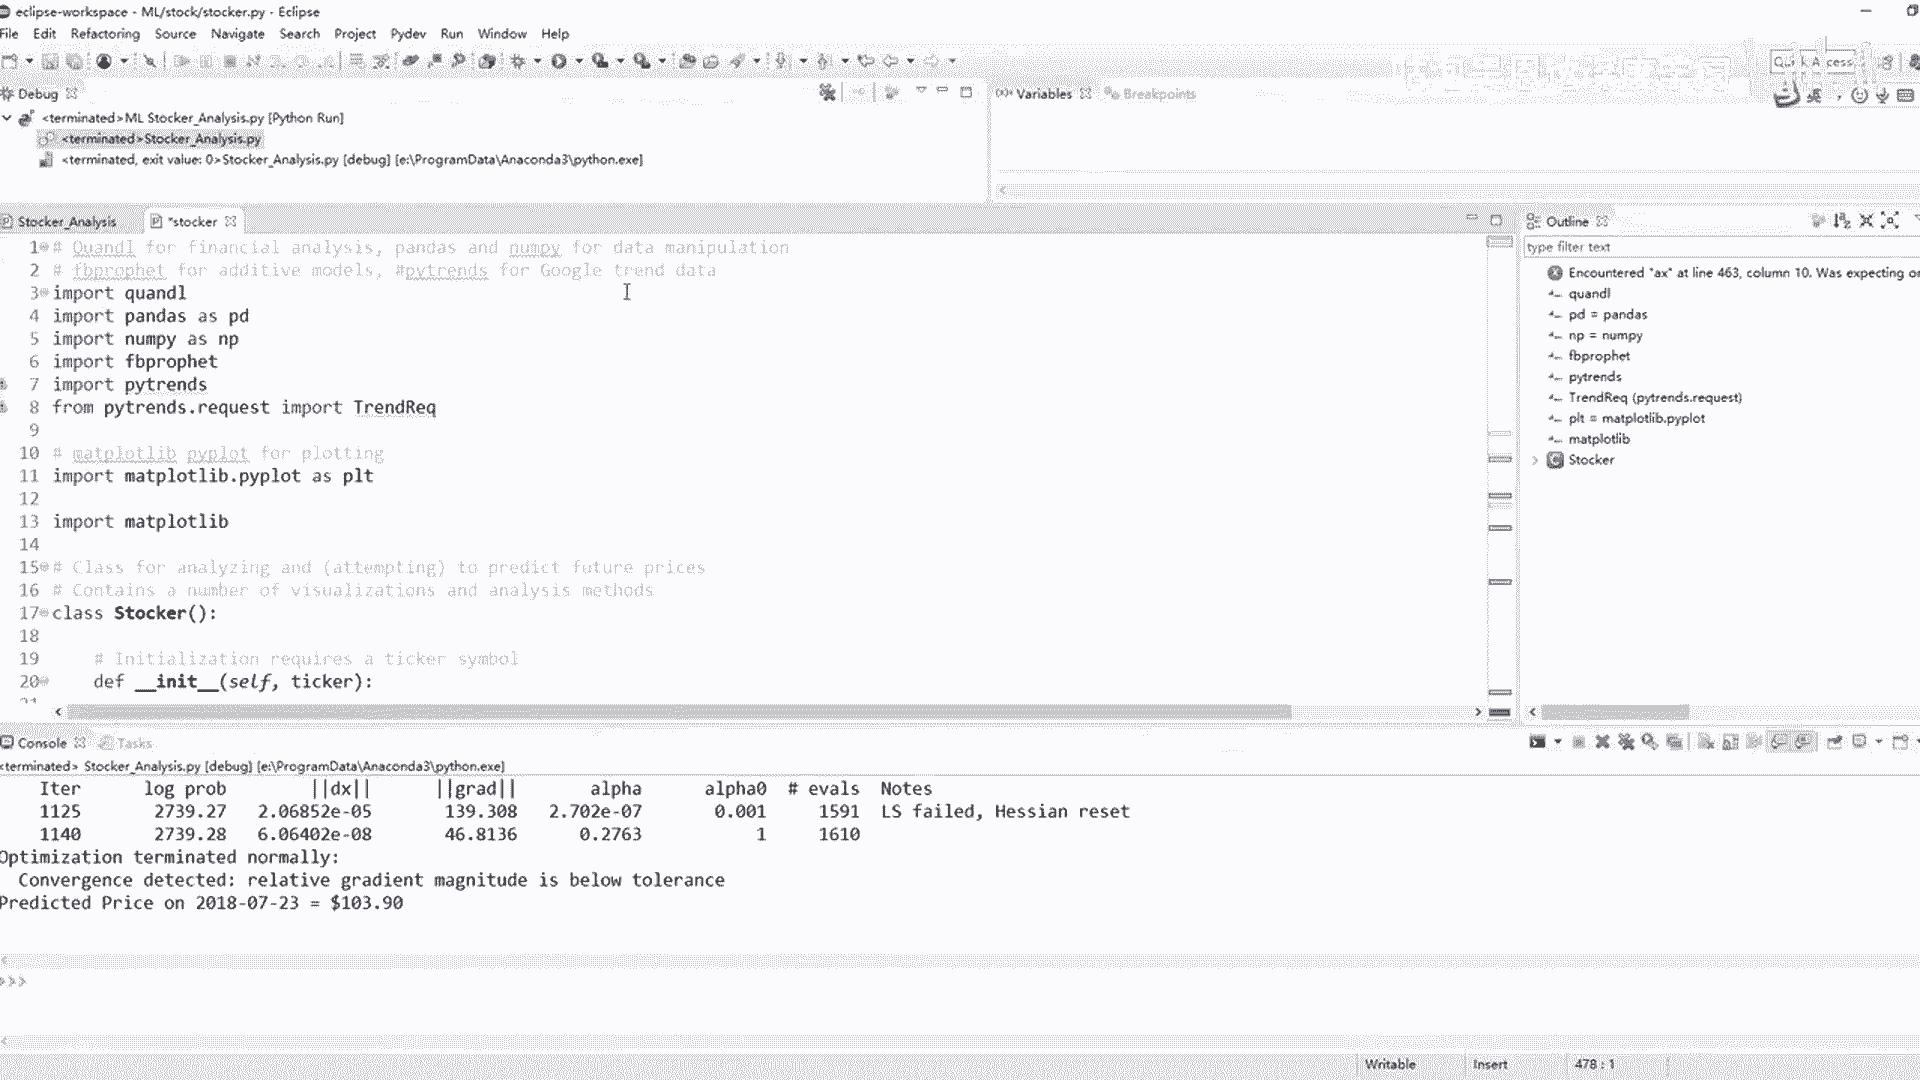 eclipse-workspace - ML/stock/stocker.py - Eclipse
File Edit Refactoring Source Navigate Search Project Pydev Run Window Help
Debug
Variables Breakpoints
<terminated>ML Stocker_Analysis.py [Python Run]
<terminated>Stocker_Analysis.py
<terminated, exit value: 0>Stocker_Analysis.py [debug] [e:\ProgramData\Anaconda3\python.exe]
Stocker_Analysis *stocker
1 # Quandl for financial analysis, pandas and numpy for data manipulation
2 # fbprophet for additive models, #pytrends for Google trend data
3 import quandl
4 import pandas as pd
5 import numpy as np
6 import fbprophet
7 import pytrends
8 from pytrends.request import TrendReq
9
10 # matplotlib pyplot for plotting
11 import matplotlib.pyplot as plt
12
13 import matplotlib
14
15 # Class for analyzing and (attempting) to predict future prices
16 # Contains a number of visualizations and analysis methods
17 class Stocker():
18
19 # Initialization requires a ticker symbol
20 def __init__(self, ticker):
Outline
type filter text
Encountered "ax" at line 463, column 10. Was expecting
quandl
pd = pandas
np = numpy
fbprophet
pytrends
TrendReq (pytrends.request)
plt = matplotlib.pyplot
matplotlib
Stocker
Console Tasks
<terminated> Stocker_Analysis.py [debug] [e:\ProgramData\Anaconda3\python.exe]
Iter log prob ||dx|| ||grad|| alpha alpha0 # evals Notes
1125 2739.27 2.06852e-05 139.308 2.702e-07 0.001 1591 LS failed, Hessian reset
1140 2739.28 6.06402e-08 46.8136 0.2763 1 1610
Optimization terminated normally:
Convergence detected: relative gradient magnitude is below tolerance
Predicted Price on 2018-07-23 = $103.90
>>>
Writable Insert 478 : 1